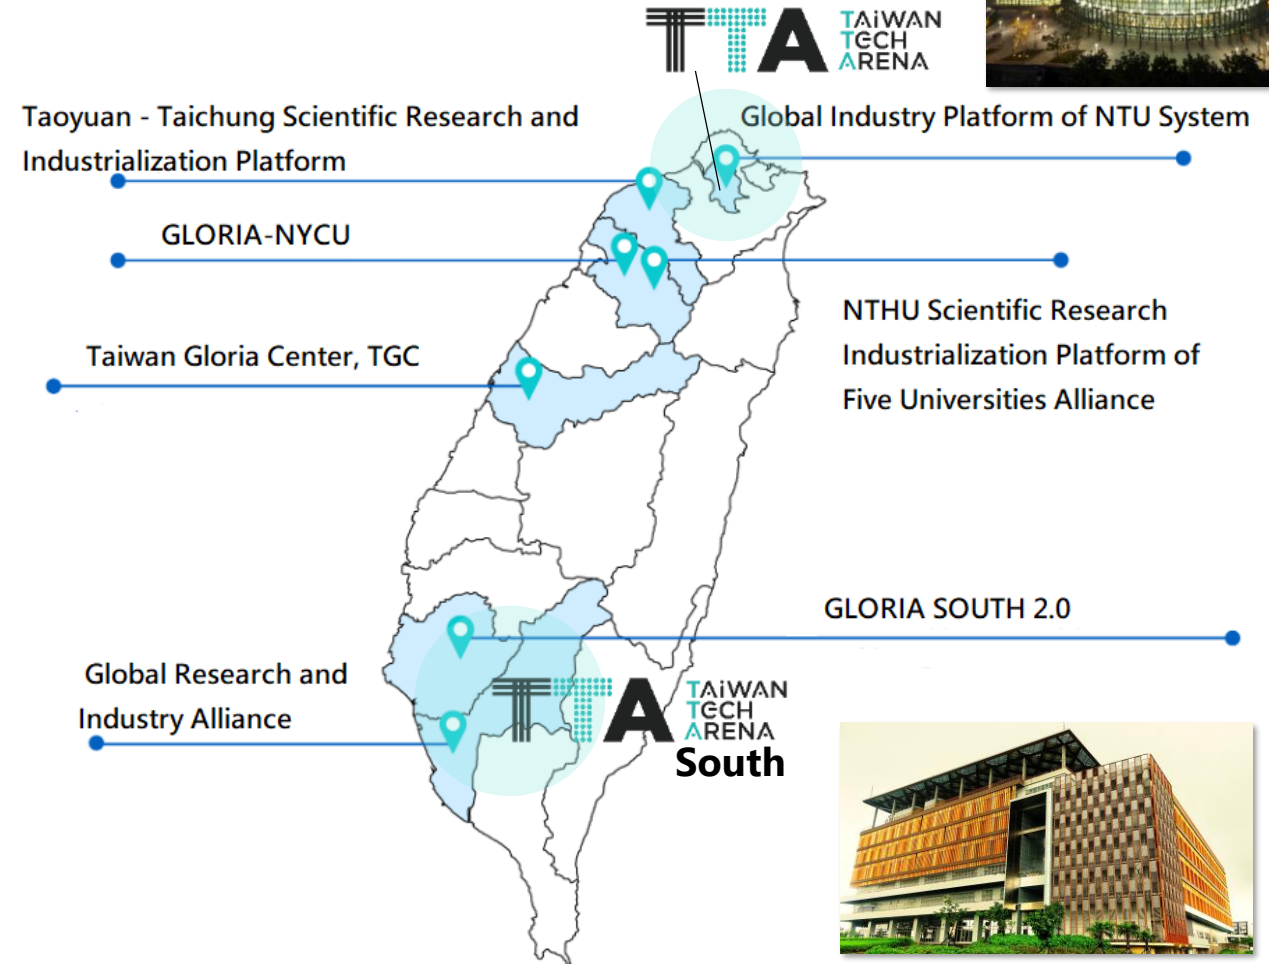 TTA TAiWAN
TECH
ARENA
Taoyuan - Taichung Scientific Research and
Industrialization Platform
Global Industry Platform of NTU System
GLORIA-NYCU
NTHU Scientific Research
Industrialization Platform of
Five Universities Alliance
Taiwan Gloria Center, TGC
GLORIA SOUTH 2.0
Global Research and
Industry Alliance
TTA TAiWAN
TECH
ARENA
South